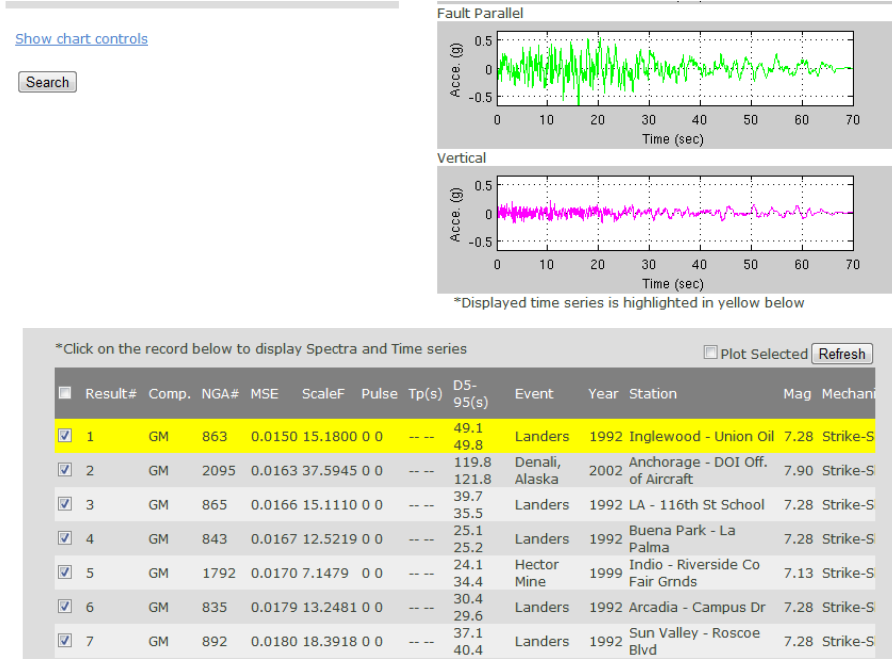 Show chart controls
Search
Fault Parallel
Acce. (g)
0.5
0
-0.5
0 10 20 30 40 50 60 70
Time (sec)
Vertical
Acce. (g)
0.5
0
-0.5
0 10 20 30 40 50 60 70
Time (sec)
*Displayed time series is highlighted in yellow below
*Click on the record below to display Spectra and Time series
Plot Selected Refresh
Result# Comp. NGA# MSE ScaleF Pulse Tp(s) D5-95(s) Event Year Station Mag Mechani
1 GM 863 0.0150 15.1800 0 0 -- -- 49.1 49.8 Landers 1992 Inglewood - Union Oil 7.28 Strike-S
2 GM 2095 0.0163 37.5945 0 0 -- -- 119.8 121.8 Denali, Alaska 2002 Anchorage - DOI Off. of Aircraft 7.90 Strike-S
3 GM 865 0.0166 15.1110 0 0 -- -- 39.7 35.5 Landers 1992 LA - 116th St School 7.28 Strike-S
4 GM 843 0.0167 12.5219 0 0 -- -- 25.1 25.2 Landers 1992 Buena Park - La Palma 7.28 Strike-S
5 GM 1792 0.0170 7.1479 0 0 -- -- 24.1 34.4 Hector Mine 1999 Indio - Riverside Co Fair Grnds 7.13 Strike-S
6 GM 835 0.0179 13.2481 0 0 -- -- 30.4 29.6 Landers 1992 Arcadia - Campus Dr 7.28 Strike-S
7 GM 892 0.0180 18.3918 0 0 -- -- 37.1 40.4 Landers 1992 Sun Valley - Roscoe Blvd 7.28 Strike-S